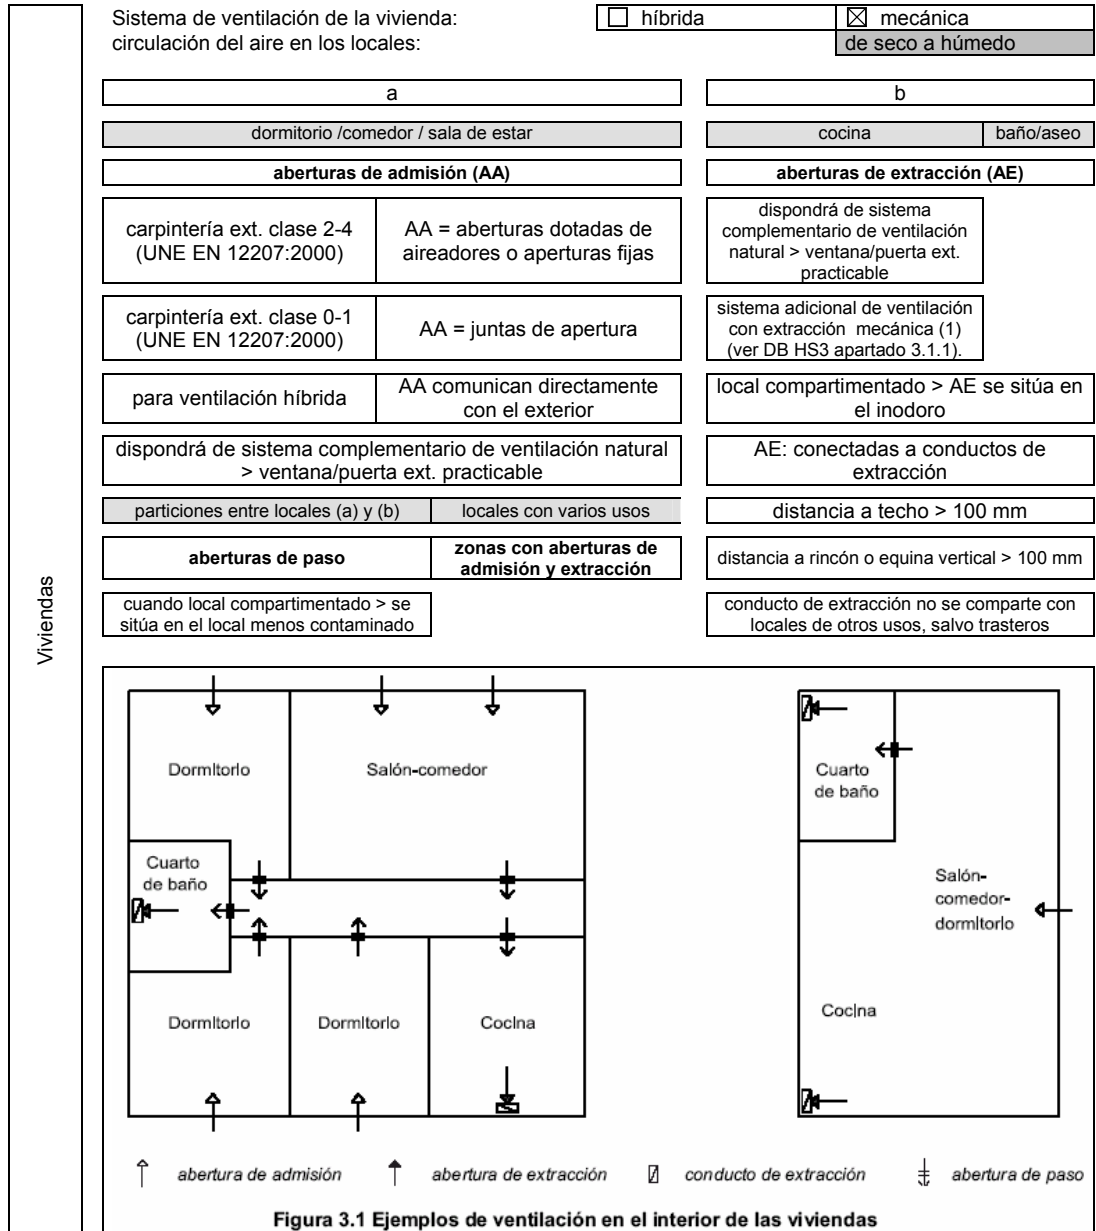 Sistema de ventilación de la vivienda:
híbrida
mecánica
circulación del aire en los locales:
de seco a húmedo
a
b
dormitorio /comedor / sala de estar
cocina
baño/aseo
aberturas de admisión (AA)
aberturas de extracción (AE)
carpintería ext. clase 2-4
(UNE EN 12207:2000)
AA = aberturas dotadas de
aireadores o aperturas fijas
dispondrá de sistema
complementario de ventilación
natural > ventana/puerta ext.
practicable
carpintería ext. clase 0-1
(UNE EN 12207:2000)
AA = juntas de apertura
sistema adicional de ventilación
con extracción mecánica (1)
(ver DB HS3 apartado 3.1.1).
para ventilación híbrida
AA comunican directamente
con el exterior
local compartimentado > AE se sitúa en
el inodoro
dispondrá de sistema complementario de ventilación natural
> ventana/puerta ext. practicable
AE: conectadas a conductos de
extracción
particiones entre locales (a) y (b)
locales con varios usos
distancia a techo > 100 mm
aberturas de paso
zonas con aberturas de
admisión y extracción
distancia a rincón o equina vertical > 100 mm
cuando local compartimentado > se
sitúa en el local menos contaminado
conducto de extracción no se comparte con
locales de otros usos, salvo trasteros
Viviendas
Dormitorio
Salón-comedor
Cuarto
de baño
Dormitorio
Dormitorio
Cocina
Cuarto
de baño
Salón-
comedor-
dormitorio
Cocina
abertura de admisión
abertura de extracción
conducto de extracción
abertura de paso
Figura 3.1 Ejemplos de ventilación en el interior de las viviendas